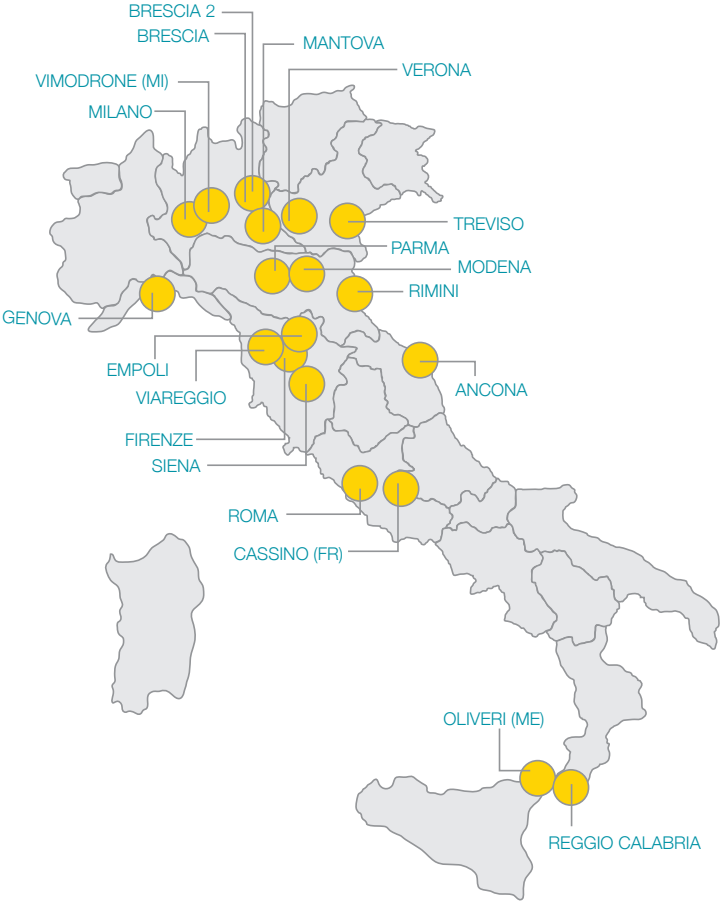 BRESCIA 2
BRESCIA
MANTOVA
VERONA
VIMODRONE (MI)
MILANO
TREVISO
PARMA
MODENA
RIMINI
GENOVA
EMPOLI
VIAREGGIO
ANCONA
FIRENZE
SIENA
ROMA
CASSINO (FR)
OLIVERI (ME)
REGGIO CALABRIA